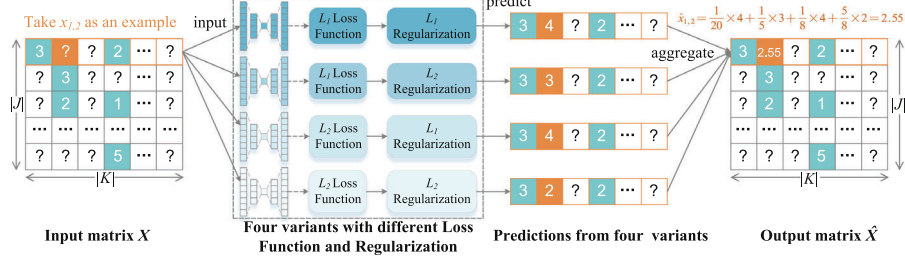 Take x1,2 as an example
input
predict
x̂1,2 = 1/20 ×4 + 1/5 ×3 + 1/8 ×4 + 5/8 ×2 = 2.55
aggregate
3 ? ? 2 ... ?
? 3 ? ? ... ?
? 2 ? 1 ... ?
... ... ... ... ... ...
? ? ? 5 ... ?
|J|
|K|
Input matrix X
L1 Loss Function
L1 Regularization
L1 Loss Function
L2 Regularization
L2 Loss Function
L1 Regularization
L2 Loss Function
L2 Regularization
Four variants with different Loss
Function and Regularization
3 4 ? 2 ... ?
3 3 ? 2 ... ?
3 4 ? 2 ... ?
3 2 ? 2 ... ?
Predictions from four variants
3 2.55 ? 2 ... ?
? 3 ? ? ... ?
? 2 ? 1 ... ?
... ... ... ... ... ...
? ? ? 5 ... ?
|J|
|K|
Output matrix X̂